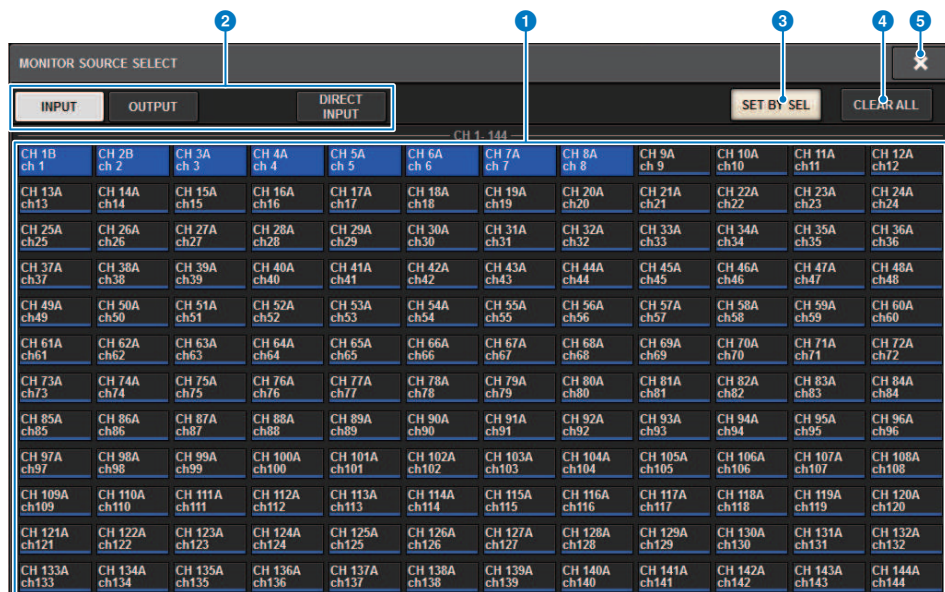 2 1 3 4 5
MONITOR SOURCE SELECT ×
INPUT OUTPUT DIRECT INPUT SET BY SEL CLEAR ALL
CH 1- 144
CH 1B CH 2B CH 3A CH 4A CH 5A CH 6A CH 7A CH 8A CH 9A CH 10A CH 11A CH 12A
ch 1 ch 2 ch 3 ch 4 ch 5 ch 6 ch 7 ch 8 ch 9 ch10 ch11 ch12
CH 13A CH 14A CH 15A CH 16A CH 17A CH 18A CH 19A CH 20A CH 21A CH 22A CH 23A CH 24A
ch13 ch14 ch15 ch16 ch17 ch18 ch19 ch20 ch21 ch22 ch23 ch24
CH 25A CH 26A CH 27A CH 28A CH 29A CH 30A CH 31A CH 32A CH 33A CH 34A CH 35A CH 36A
ch25 ch26 ch27 ch28 ch29 ch30 ch31 ch32 ch33 ch34 ch35 ch36
CH 37A CH 38A CH 39A CH 40A CH 41A CH 42A CH 43A CH 44A CH 45A CH 46A CH 47A CH 48A
ch37 ch38 ch39 ch40 ch41 ch42 ch43 ch44 ch45 ch46 ch47 ch48
CH 49A CH 50A CH 51A CH 52A CH 53A CH 54A CH 55A CH 56A CH 57A CH 58A CH 59A CH 60A
ch49 ch50 ch51 ch52 ch53 ch54 ch55 ch56 ch57 ch58 ch59 ch60
CH 61A CH 62A CH 63A CH 64A CH 65A CH 66A CH 67A CH 68A CH 69A CH 70A CH 71A CH 72A
ch61 ch62 ch63 ch64 ch65 ch66 ch67 ch68 ch69 ch70 ch71 ch72
CH 73A CH 74A CH 75A CH 76A CH 77A CH 78A CH 79A CH 80A CH 81A CH 82A CH 83A CH 84A
ch73 ch74 ch75 ch76 ch77 ch78 ch79 ch80 ch81 ch82 ch83 ch84
CH 85A CH 86A CH 87A CH 88A CH 89A CH 90A CH 91A CH 92A CH 93A CH 94A CH 95A CH 96A
ch85 ch86 ch87 ch88 ch89 ch90 ch91 ch92 ch93 ch94 ch95 ch96
CH 97A CH 98A CH 99A CH 100A CH 101A CH 102A CH 103A CH 104A CH 105A CH 106A CH 107A CH 108A
ch97 ch98 ch99 ch100 ch101 ch102 ch103 ch104 ch105 ch106 ch107 ch108
CH 109A CH 110A CH 111A CH 112A CH 113A CH 114A CH 115A CH 116A CH 117A CH 118A CH 119A CH 120A
ch109 ch110 ch111 ch112 ch113 ch114 ch115 ch116 ch117 ch118 ch119 ch120
CH 121A CH 122A CH 123A CH 124A CH 125A CH 126A CH 127A CH 128A CH 129A CH 130A CH 131A CH 132A
ch121 ch122 ch123 ch124 ch125 ch126 ch127 ch128 ch129 ch130 ch131 ch132
CH 133A CH 134A CH 135A CH 136A CH 137A CH 138A CH 139A CH 140A CH 141A CH 142A CH 143A CH 144A
ch133 ch134 ch135 ch136 ch137 ch138 ch139 ch140 ch141 ch142 ch143 ch144